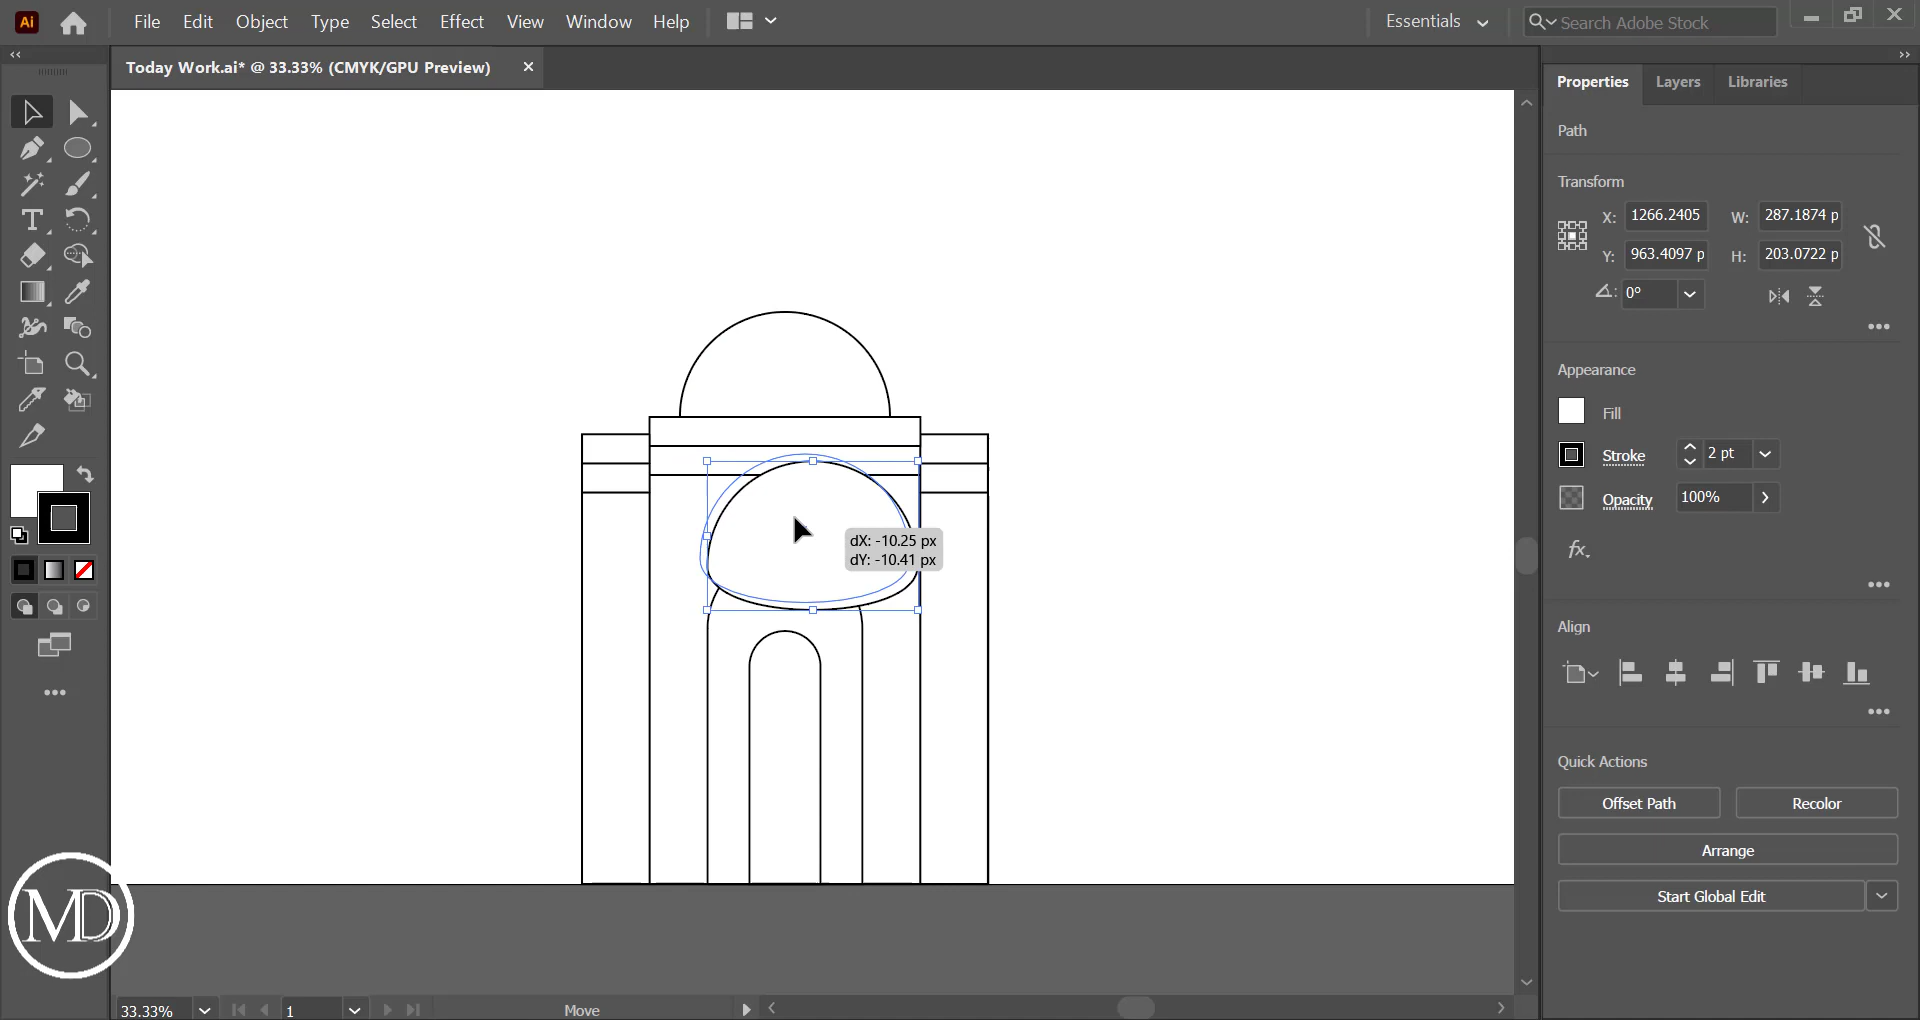 Ai File Edit Object Type Select Effect View Window Help Essentials Search Adobe Stock
Today Work.ai* @ 33.33% (CMYK/GPU Preview)
Properties Layers Libraries
Path
Transform
X: 1266.2405 W: 287.1874 p
Y: 963.4097 p H: 203.0722 p
0°
Appearance
Fill
Stroke 2 pt
Opacity 100%
fx.
dX: -10.25 px
dY: -10.41 px
Align
Quick Actions
Offset Path Recolor
Arrange
Start Global Edit
MD
33.33% 1 Move